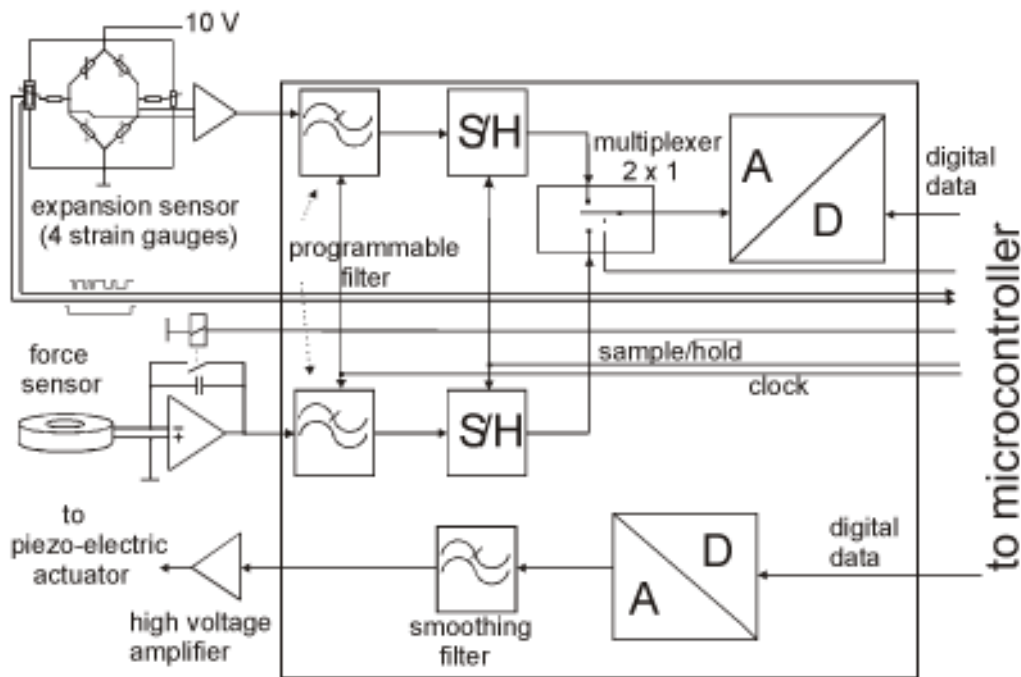 10 V
expansion sensor
(4 strain gauges)
S/H
multiplexer
2 x 1
A
D
digital
data
programmable
filter
to microcontroller
force
sensor
sample/hold
clock
-
+
S/H
to
piezo-electric
actuator
high voltage
amplifier
smoothing
filter
D
A
digital
data